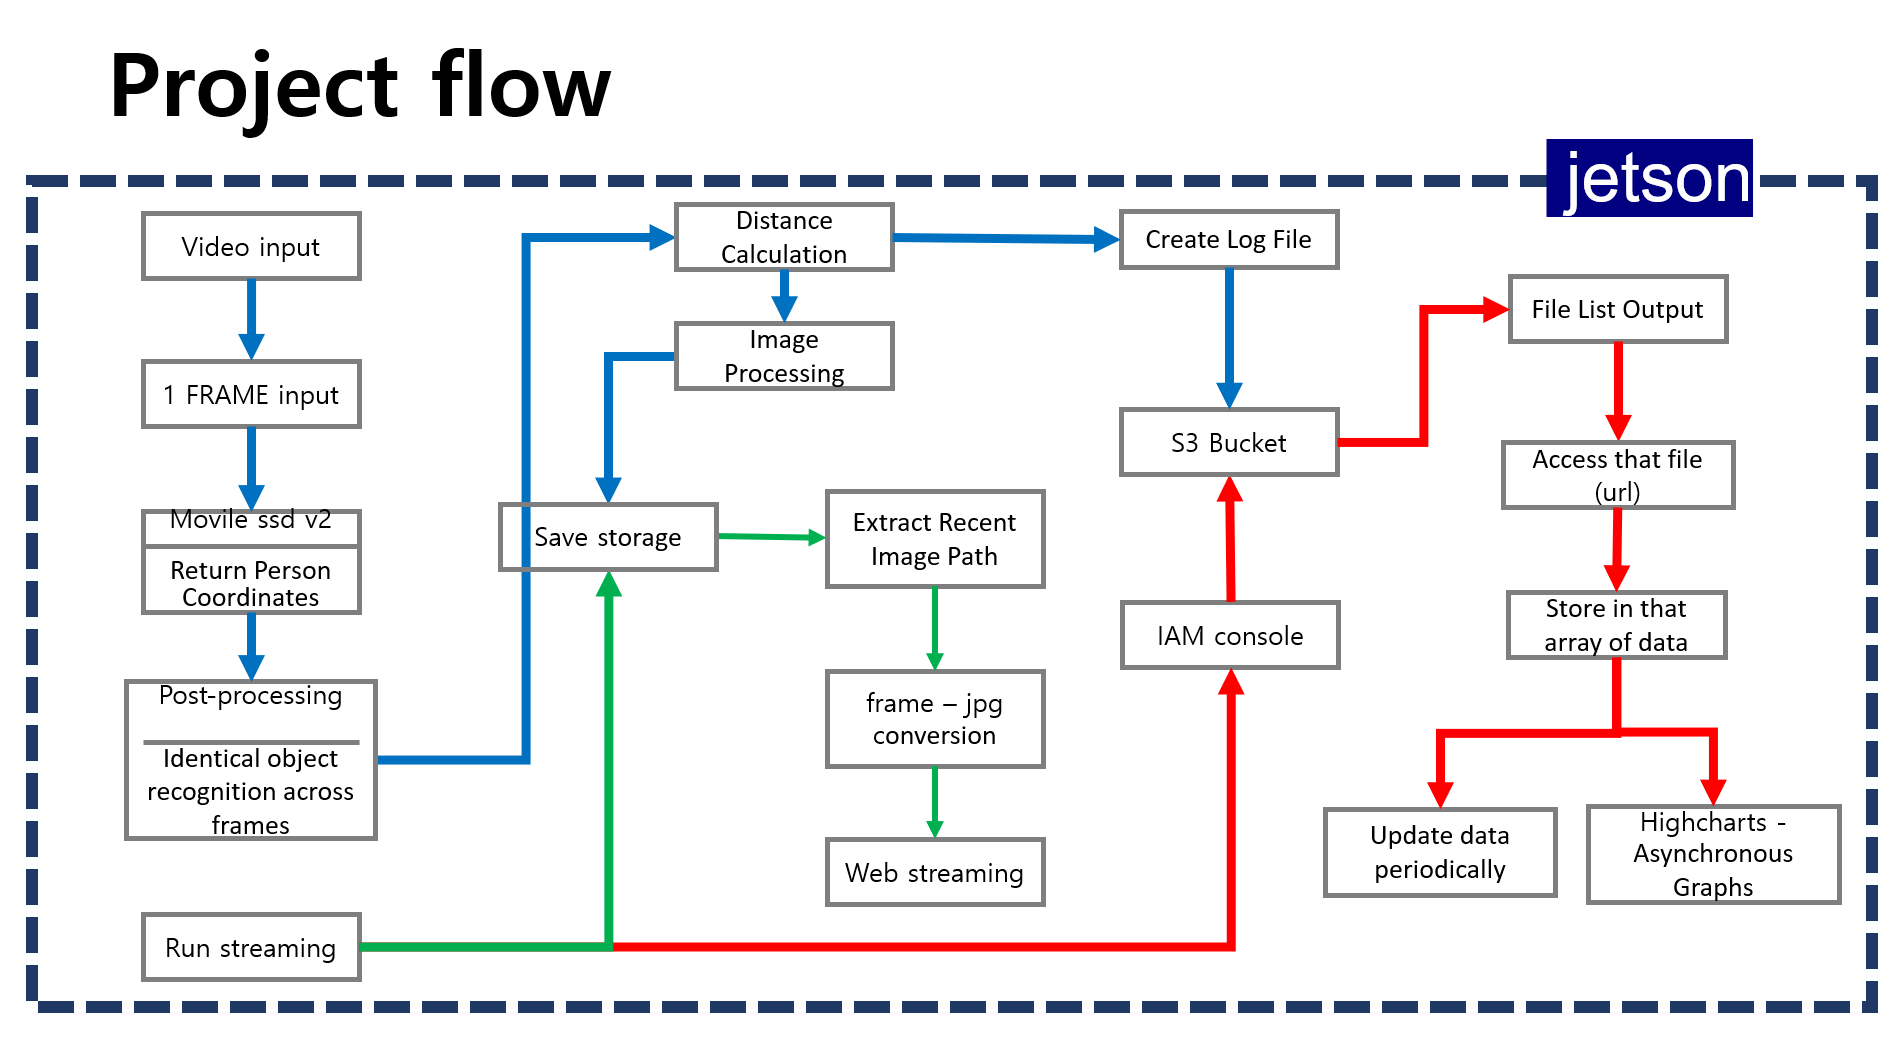 Project flow
jetson
Video input
1 FRAME input
Movile ssd v2
Return Person
Coordinates
Post-processing
Identical object
recognition across
frames
Run streaming
Distance
Calculation
Image
Processing
Save storage
Extract Recent
Image Path
frame – jpg
conversion
Web streaming
Create Log File
S3 Bucket
IAM console
File List Output
Access that file
(url)
Store in that
array of data
Update data
periodically
Highcharts -
Asynchronous
Graphs